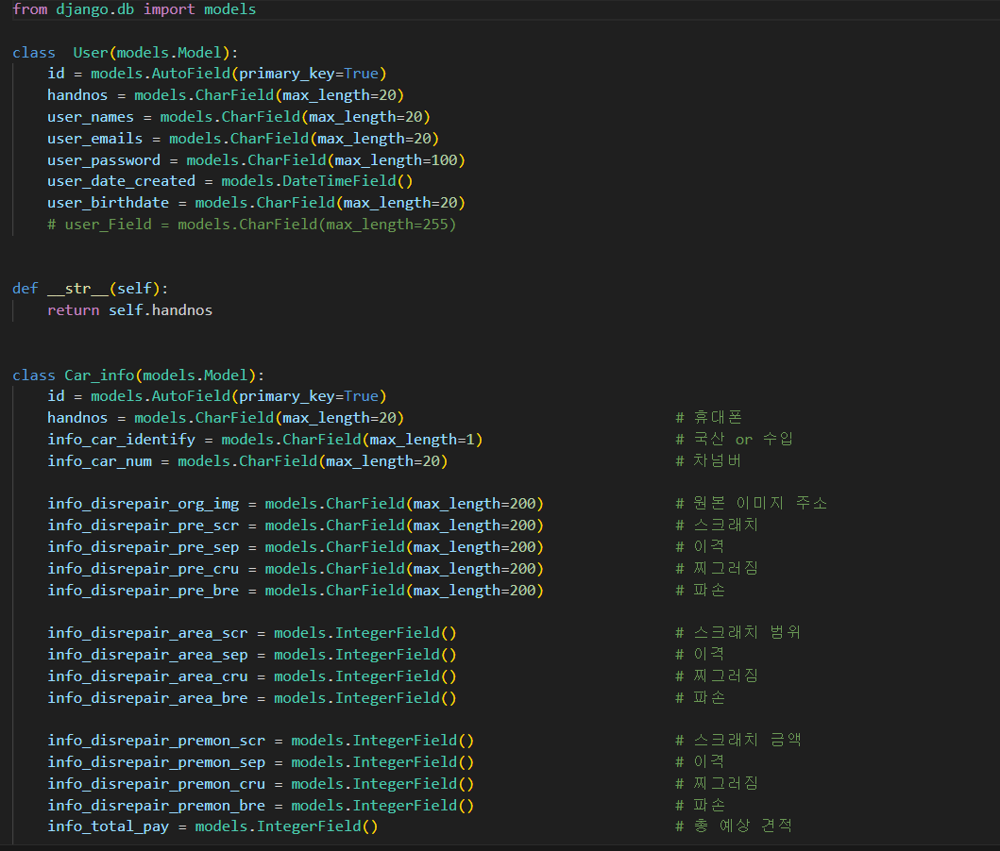 from django.db import models
class  User(models.Model):
    id = models.AutoField(primary_key=True)
    handnos = models.CharField(max_length=20)
    user_names = models.CharField(max_length=20)
    user_emails = models.CharField(max_length=20)
    user_password = models.CharField(max_length=100)
    user_date_created = models.DateTimeField()
    user_birthdate = models.CharField(max_length=20)
    # user_Field = models.CharField(max_length=255)
def __str__(self):
    return self.handnos
class Car_info(models.Model):
    id = models.AutoField(primary_key=True)
    handnos = models.CharField(max_length=20) # 휴대폰
    info_car_identify = models.CharField(max_length=1) # 국산 or 수입
    info_car_num = models.CharField(max_length=20) # 차넘버
    info_disrepair_org_img = models.CharField(max_length=200) # 원본 이미지 주소
    info_disrepair_pre_scr = models.CharField(max_length=200) # 스크래치
    info_disrepair_pre_sep = models.CharField(max_length=200) # 이격
    info_disrepair_pre_cru = models.CharField(max_length=200) # 찌그러짐
    info_disrepair_pre_bre = models.CharField(max_length=200) # 파손
    info_disrepair_area_scr = models.IntegerField() # 스크래치 범위
    info_disrepair_area_sep = models.IntegerField() # 이격
    info_disrepair_area_cru = models.IntegerField() # 찌그러짐
    info_disrepair_area_bre = models.IntegerField() # 파손
    info_disrepair_premon_scr = models.IntegerField() # 스크래치 금액
    info_disrepair_premon_sep = models.IntegerField() # 이격
    info_disrepair_premon_cru = models.IntegerField() # 찌그러짐
    info_disrepair_premon_bre = models.IntegerField() # 파손
    info_total_pay = models.IntegerField() # 총 예상 견적